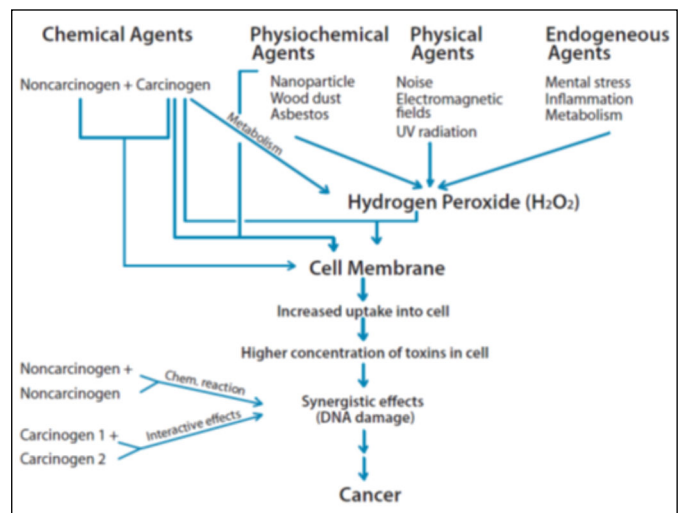 Chemical Agents
Physiochemical
Agents
Physical
Agents
Endogeneous
Agents
Noncarcinogen + Carcinogen
Nanoparticle
Wood dust
Asbestos
Noise
Electromagnetic
fields
UV radiation
Mental stress
Inflammation
Metabolism
Metabolism
Hydrogen Peroxide (H₂O₂)
Cell Membrane
Increased uptake into cell
Higher concentration of toxins in cell
Noncarcinogen +
Noncarcinogen
Chem. reaction
Synergistic effects
(DNA damage)
Carcinogen 1 +
Carcinogen 2
Interactive effects
Cancer